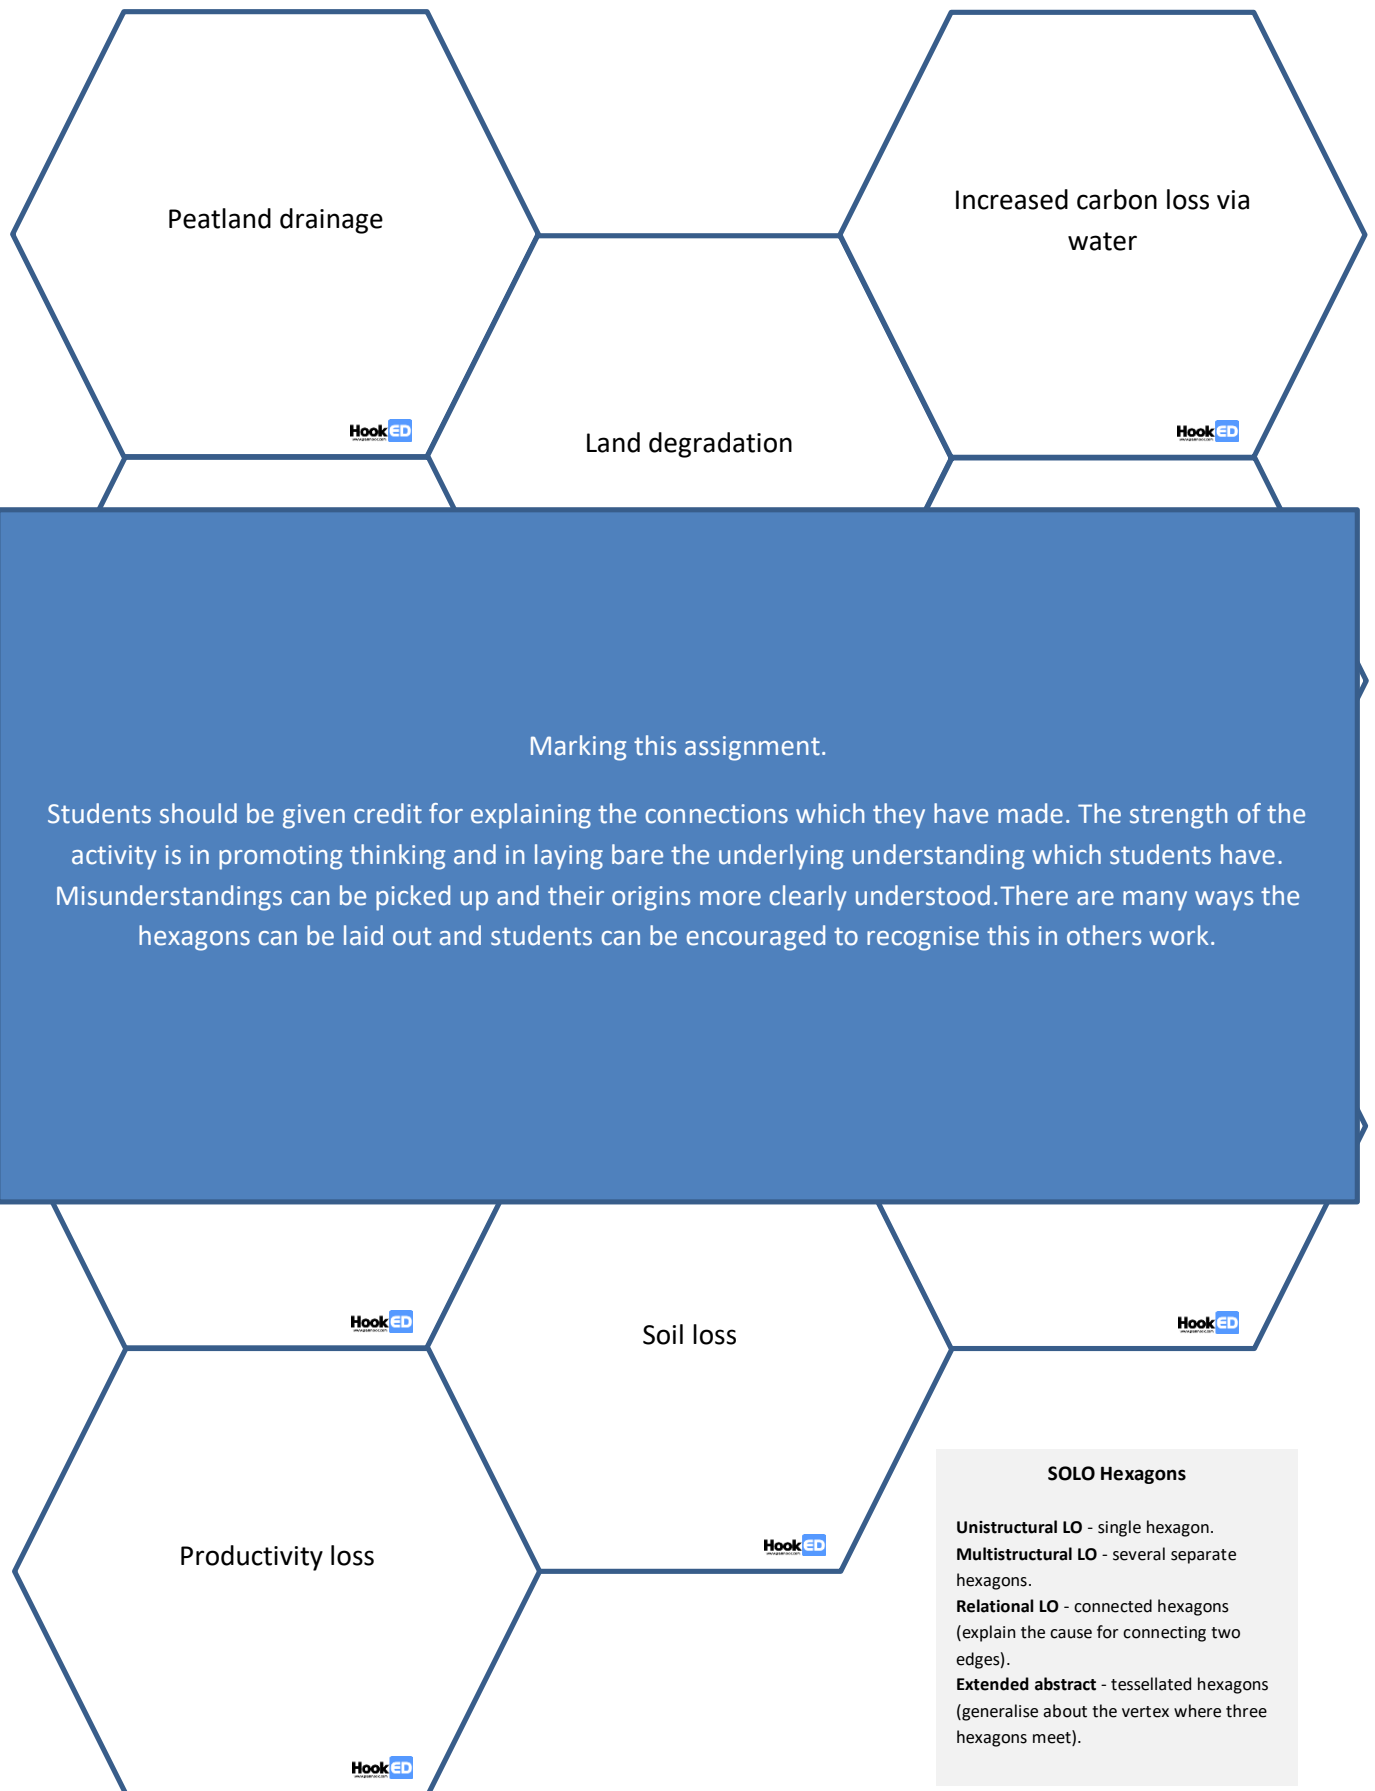 Peatland drainage
Increased carbon loss via
water
HookED
HookED
Land degradation
Marking this assignment.
Students should be given credit for explaining the connections which they have made. The strength of the
activity is in promoting thinking and in laying bare the underlying understanding which students have.
Misunderstandings can be picked up and their origins more clearly understood.There are many ways the
hexagons can be laid out and students can be encouraged to recognise this in others work.
HookED
Soil loss
HookED
SOLO Hexagons
Unistructural LO - single hexagon.
Multistructural LO - several separate
hexagons.
Relational LO - connected hexagons
(explain the cause for connecting two
edges).
Extended abstract - tessellated hexagons
(generalise about the vertex where three
hexagons meet).
HookED
Productivity loss
HookED